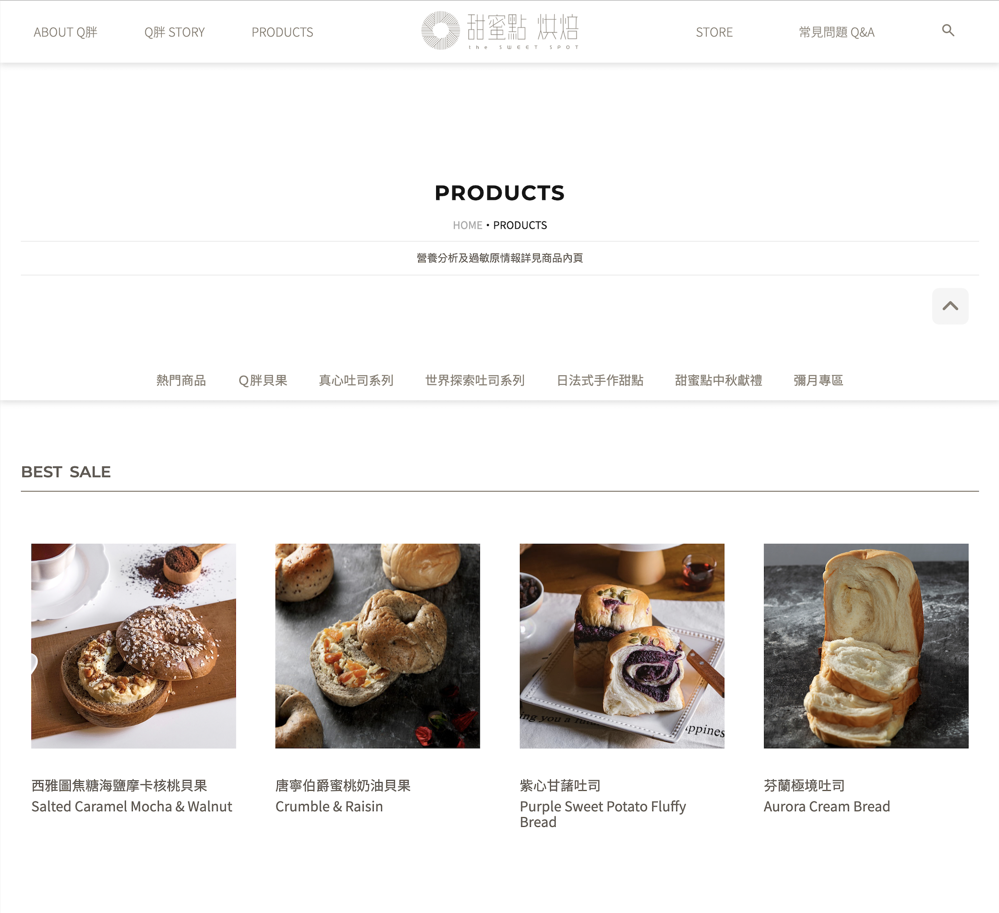 ABOUT Q胖
Q胖 STORY
PRODUCTS
甜蜜點 烘焙
the SWEET SPOT
STORE
常見問題 Q&A
PRODUCTS
HOME • PRODUCTS
營養分析及過敏原情報詳見商品內頁
熱門商品
Ｑ胖貝果
真心吐司系列
世界探索吐司系列
日法式手作甜點
甜蜜點中秋獻禮
彌月專區
BEST SALE
ing you a
ppines
西雅圖焦糖海鹽摩卡核桃貝果
Salted Caramel Mocha & Walnut
唐寧伯爵蜜桃奶油貝果
Crumble & Raisin
紫心甘藷吐司
Purple Sweet Potato Fluffy
Bread
芬蘭極境吐司
Aurora Cream Bread